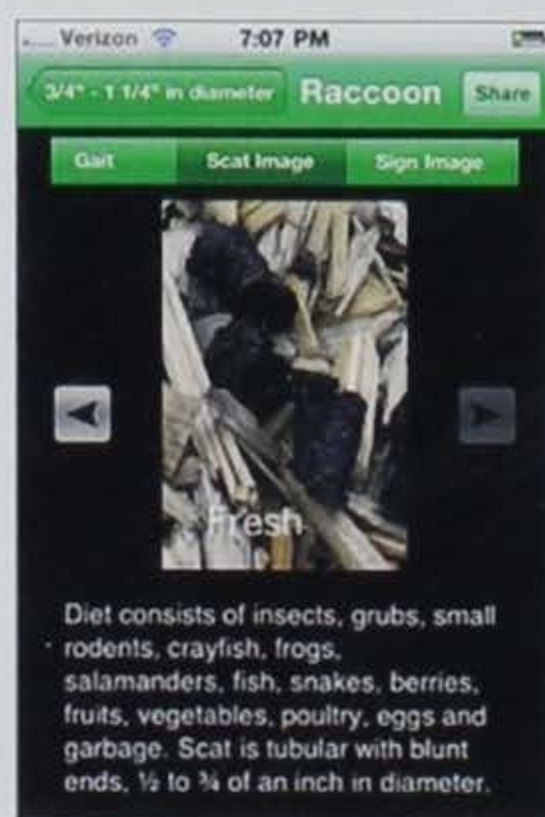 Verizon
7:07 PM
3/4" - 1 1/4" in diameter
Raccoon
Share
Gait
Scat Image
Sign Image
Fresh
Diet consists of insects, grubs, small
rodents, crayfish, frogs,
salamanders, fish, snakes, berries,
fruits, vegetables, poultry, eggs and
garbage. Scat is tubular with blunt
ends, ½ to ¾ of an inch in diameter.